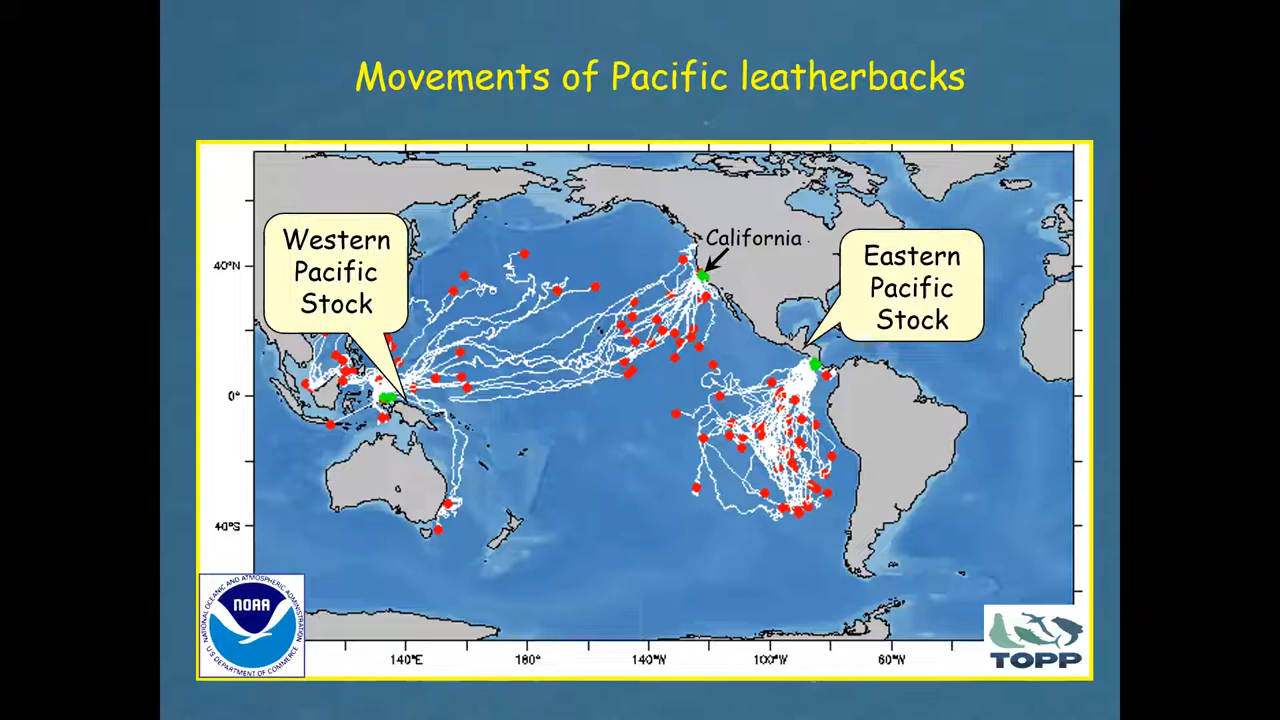 Movements of Pacific leatherbacks
Western
Pacific
Stock
California
Eastern
Pacific
Stock
40°N
0°
40°S
140°E
180°
140°W
100°W
60°W
NATIONAL OCEANIC AND ATMOSPHERIC ADMINISTRATION
NOAA
U.S. DEPARTMENT OF COMMERCE
TOPP